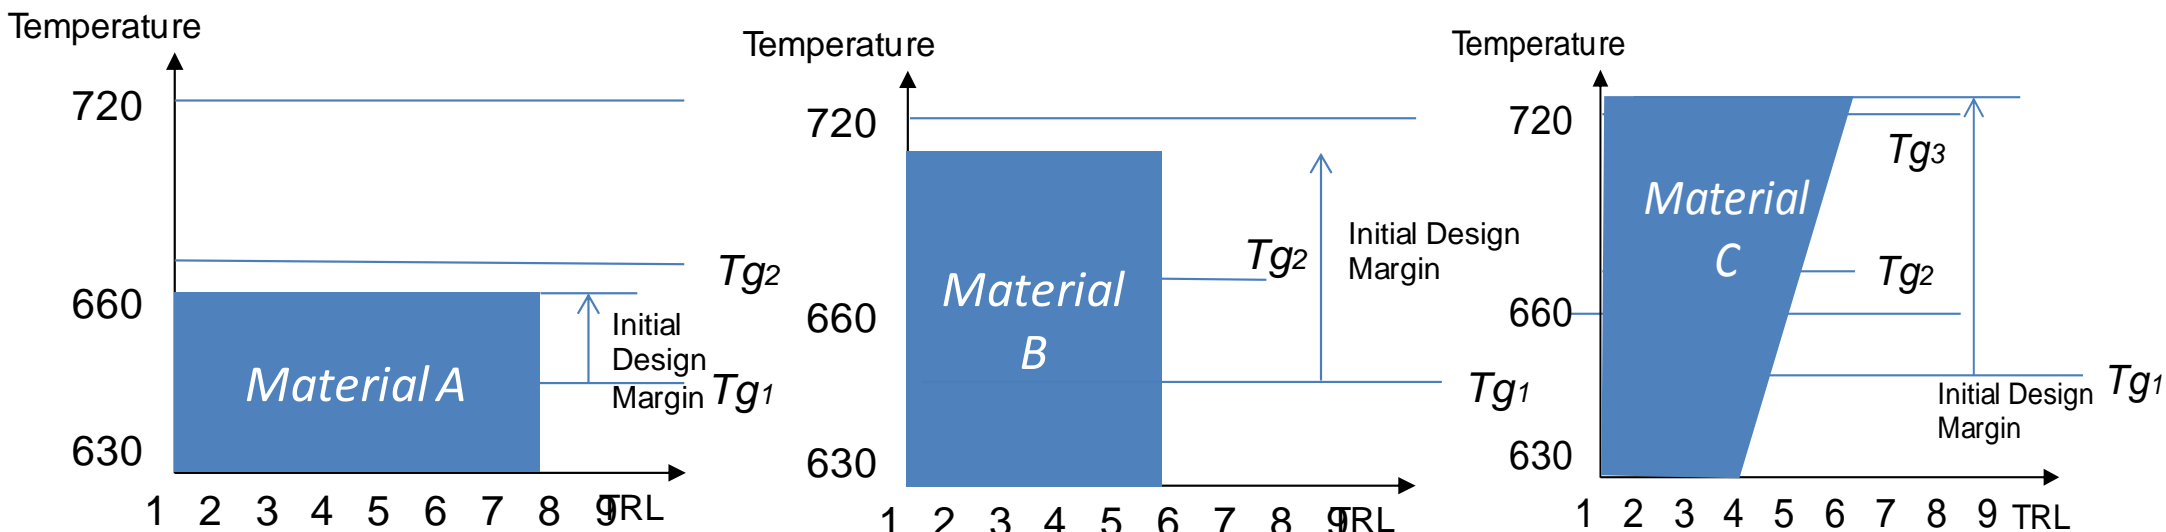 Temperature
720
660
630
Material A
Tg2
Initial
Design
Margin
Tg1
1 2 3 4 5 6 7 8 9
TRL
Temperature
720
660
630
Material
B
Tg2
Initial Design
Margin
Tg1
1 2 3 4 5 6 7 8 9
TRL
Temperature
720
660
630
Material
C
Tg3
Tg2
Tg1
Initial Design
Margin
1 2 3 4 5 6 7 8 9 TRL